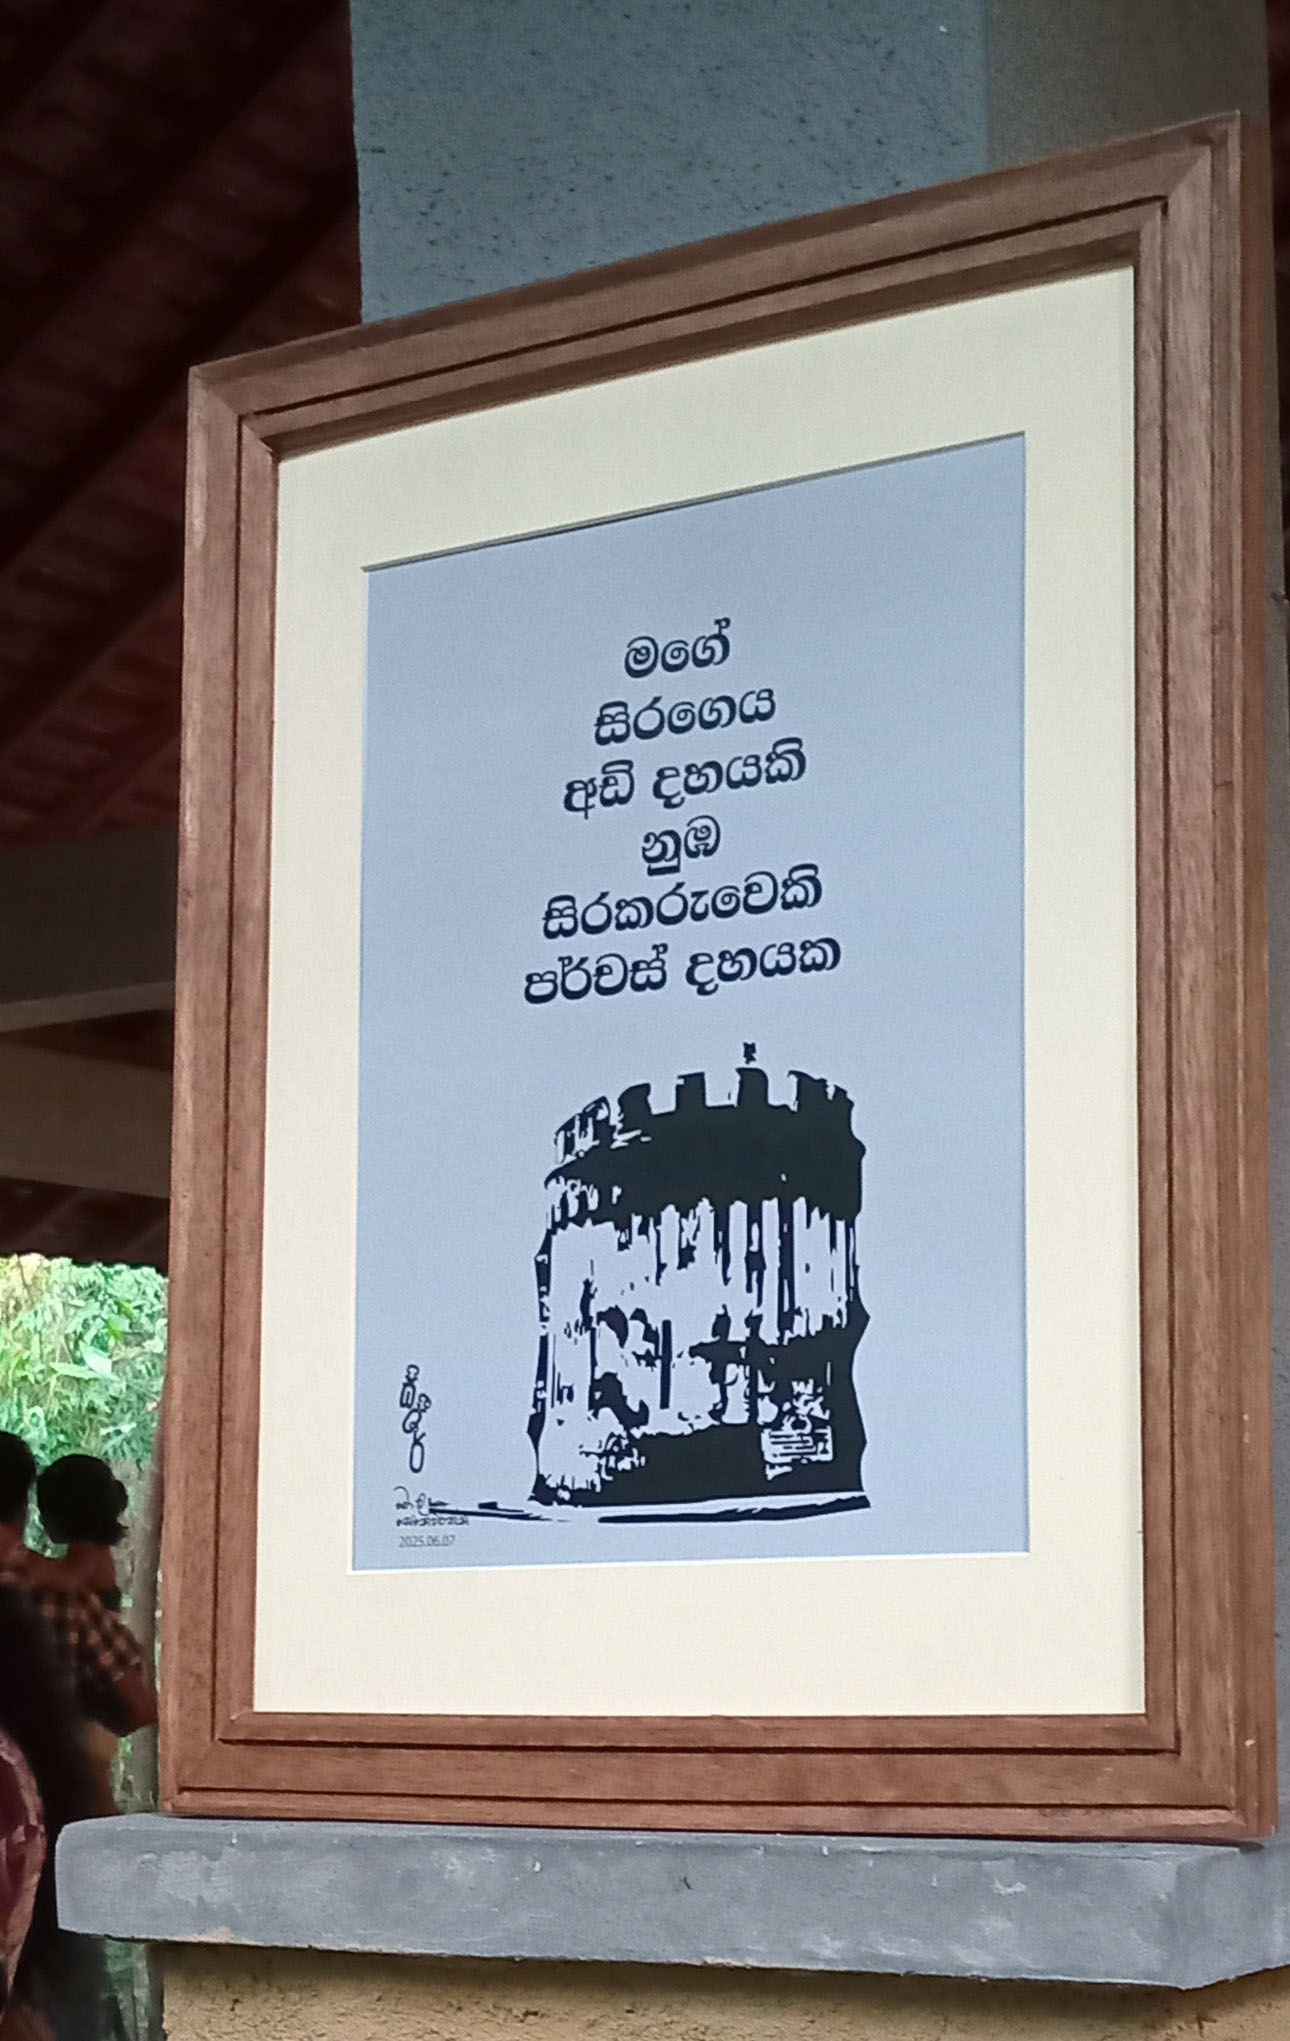 මගේ
සිරගෙය
අඩි දහයකි
නුඹ
සිරකරුවෙකි
පර්චස් දහයක
2025.06.07